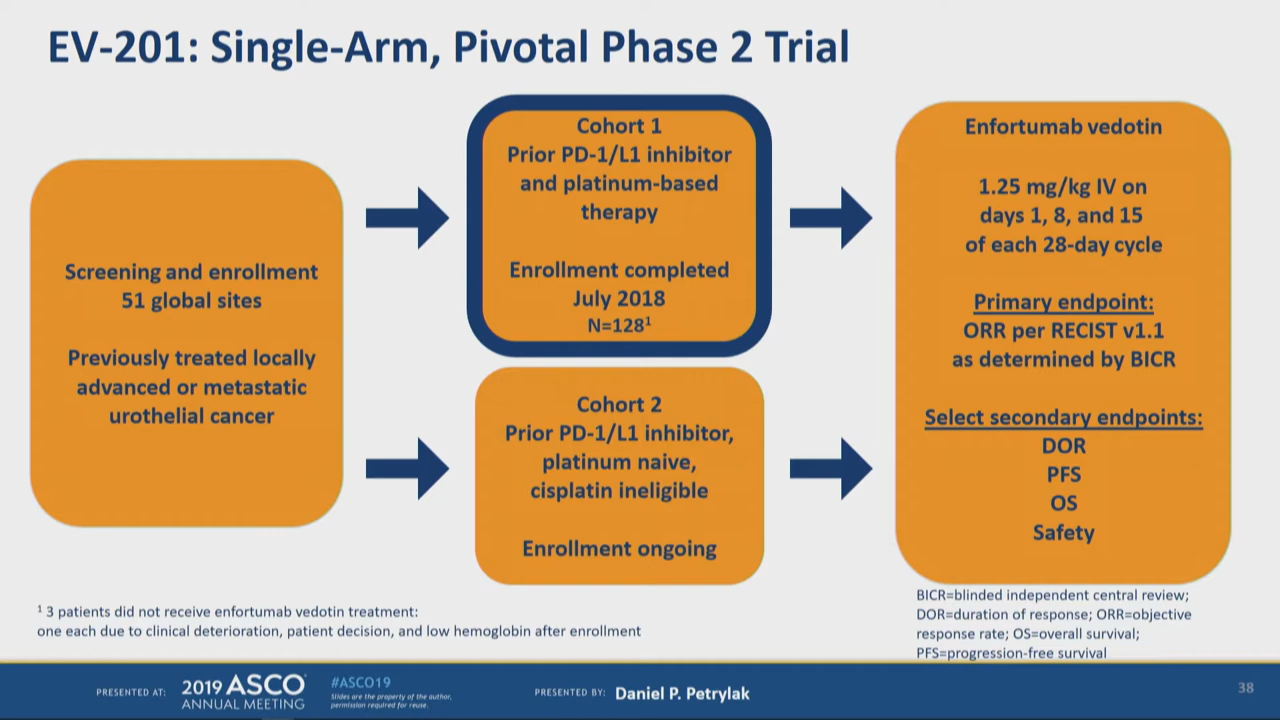 EV-201: Single-Arm, Pivotal Phase 2 Trial
Screening and enrollment
51 global sites
Previously treated locally
advanced or metastatic
urothelial cancer
Cohort 1
Prior PD-1/L1 inhibitor
and platinum-based
therapy
Enrollment completed
July 2018
N=128¹
Cohort 2
Prior PD-1/L1 inhibitor,
platinum naive,
cisplatin ineligible
Enrollment ongoing
Enfortumab vedotin
1.25 mg/kg IV on
days 1, 8, and 15
of each 28-day cycle
Primary endpoint:
ORR per RECIST v1.1
as determined by BICR
Select secondary endpoints:
DOR
PFS
OS
Safety
¹ 3 patients did not receive enfortumab vedotin treatment:
one each due to clinical deterioration, patient decision, and low hemoglobin after enrollment
BICR=blinded independent central review;
DOR=duration of response; ORR=objective
response rate; OS=overall survival;
PFS=progression-free survival
PRESENTED AT:
2019 ASCO
ANNUAL MEETING
#ASCO19
Slides are the property of the author,
permission required for reuse.
PRESENTED BY: Daniel P. Petrylak
38